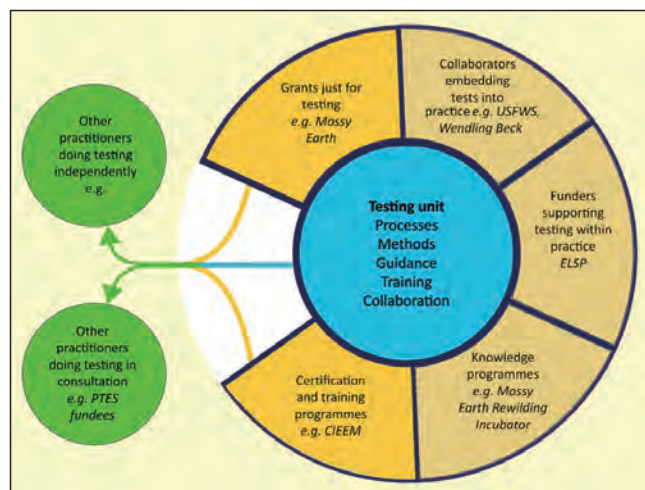 Other
practitioners
doing testing
independently
e.g.
Other
practitioners
doing testing in
consultation
e.g. PTES
fundees
Grants just for
testing
e.g. Mossy
Earth
Collaborators
embedding
tests into
practice e.g. USFWS,
Wendling Beck
Funders
supporting
testing within
practice
ELSP
Knowledge
programmes
e.g. Mossy
Earth Rewilding
Incubator
Certification
and training
programmes
e.g. CIEEM
Testing unit
Processes
Methods
Guidance
Training
Collaboration